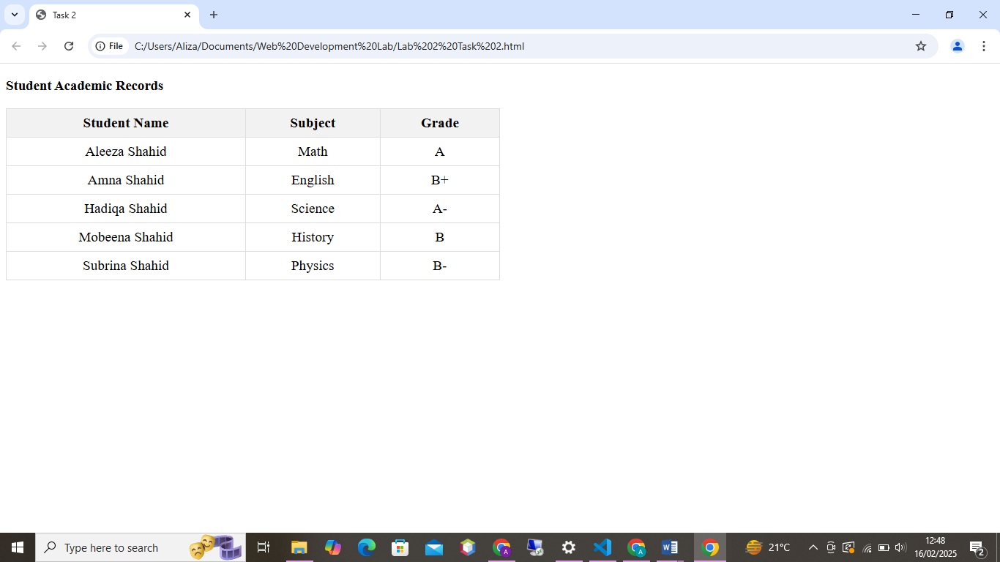 Task 2
File C:/Users/Aliza/Documents/Web%20Development%20Lab/Lab%202%20Task%202.html
Student Academic Records
Student Name Subject Grade
Aleeza Shahid Math A
Amna Shahid English B+
Hadiqa Shahid Science A-
Mobeena Shahid History B
Subrina Shahid Physics B-
Type here to search A A W 21°C 12:48
16/02/2025 2